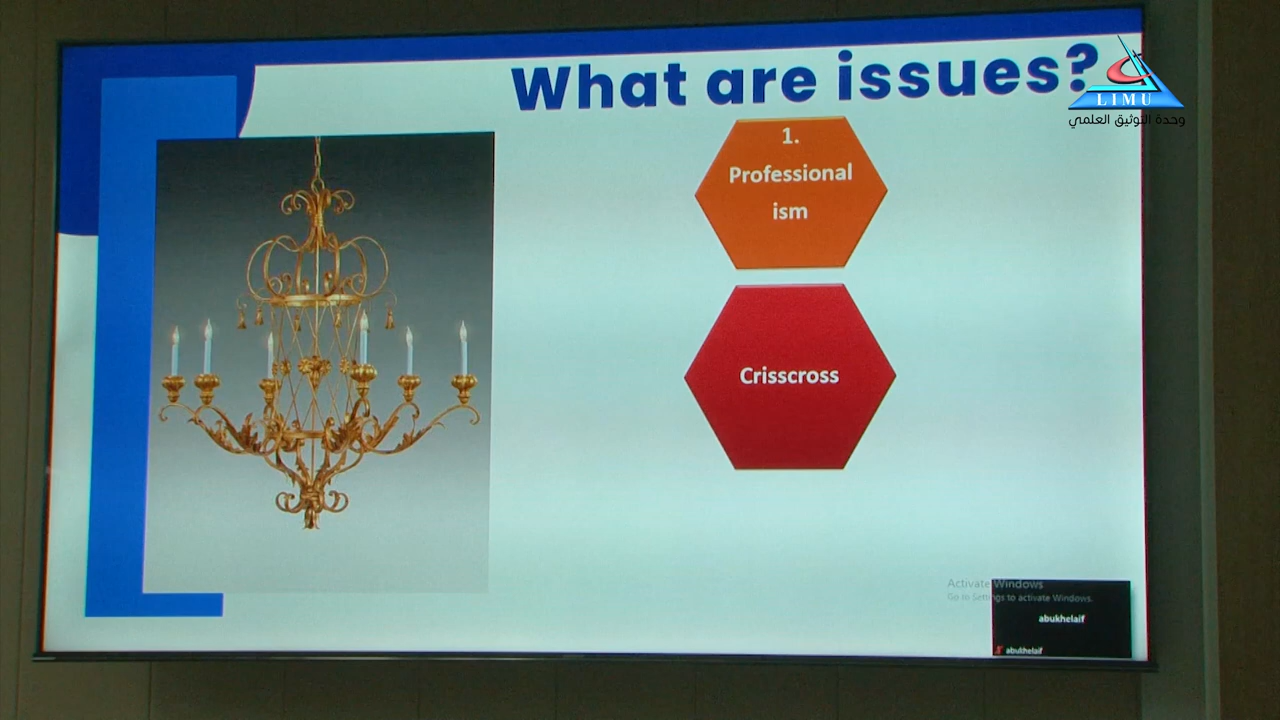 What are issues?
LIMU
وحدة التوثيق العلمي
1.
Professional
ism
Crisscross
Activate Windows
Go to Settings to activate Windows.
abukhelaif
abukhelaif